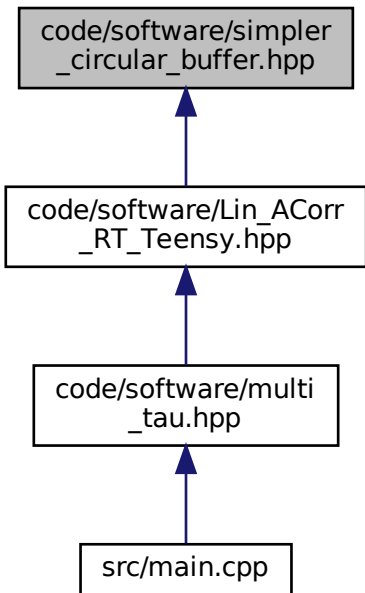 code/software/simpler
_circular_buffer.hpp
code/software/Lin_ACorr
_RT_Teensy.hpp
code/software/multi
_tau.hpp
src/main.cpp